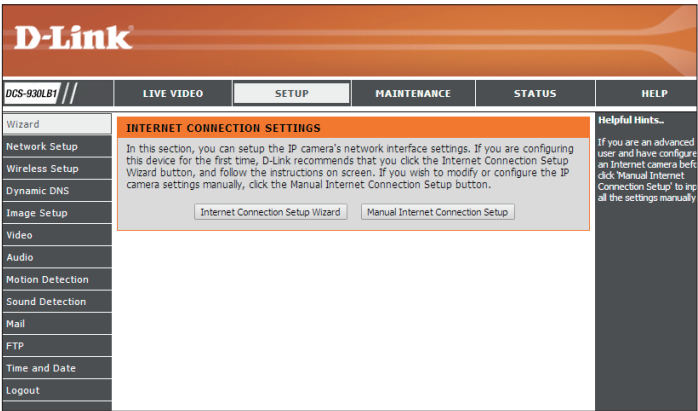 D-Link
DCS-930LB1 //
LIVE VIDEO
SETUP
MAINTENANCE
STATUS
HELP
Wizard
Network Setup
Wireless Setup
Dynamic DNS
Image Setup
Video
Audio
Motion Detection
Sound Detection
Mail
FTP
Time and Date
Logout
INTERNET CONNECTION SETTINGS
In this section, you can setup the IP camera's network interface settings. If you are configuring
this device for the first time, D-Link recommends that you click the Internet Connection Setup
Wizard button, and follow the instructions on screen. If you wish to modify or configure the IP
camera settings manually, click the Manual Internet Connection Setup button.
Internet Connection Setup Wizard
Manual Internet Connection Setup
Helpful Hints..
If you are an advanced
user and have configure
an Internet camera
click 'Manual Internet
Connection Setup' to
all the settings manually